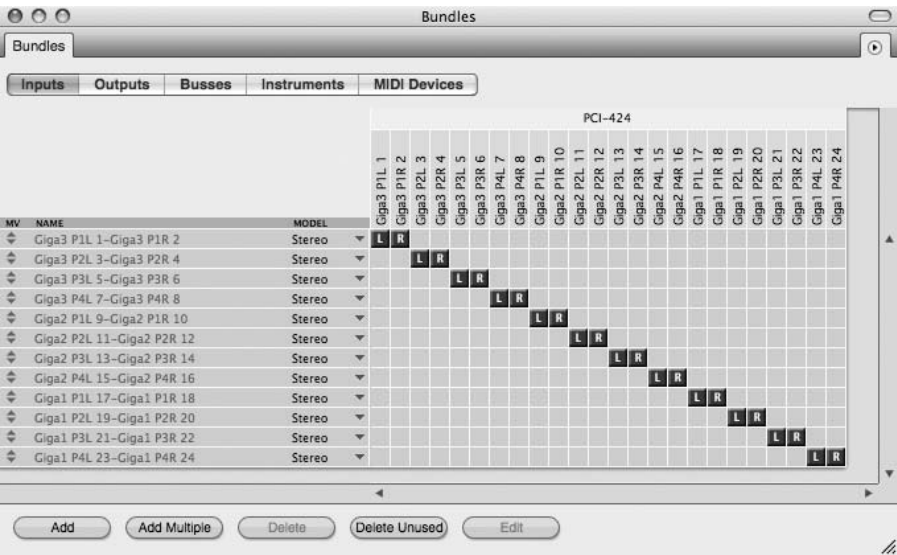 Bundles
Bundles
Inputs Outputs Busses Instruments MIDI Devices
PCI-424
Giga3 P1L 1
Giga3 P1R 2
Giga3 P2L 3
Giga3 P2R 4
Giga3 P3L 5
Giga3 P3R 6
Giga3 P4L 7
Giga3 P4R 8
Giga2 P1L 9
Giga2 P1R 10
Giga2 P2L 11
Giga2 P2R 12
Giga2 P3L 13
Giga2 P3R 14
Giga2 P4L 15
Giga2 P4R 16
Giga1 P1L 17
Giga1 P1R 18
Giga1 P2L 19
Giga1 P2R 20
Giga1 P3L 21
Giga1 P3R 22
Giga1 P4L 23
Giga1 P4R 24
MV NAME MODEL
Giga3 P1L 1-Giga3 P1R 2 Stereo L R
Giga3 P2L 3-Giga3 P2R 4 Stereo L R
Giga3 P3L 5-Giga3 P3R 6 Stereo L R
Giga3 P4L 7-Giga3 P4R 8 Stereo L R
Giga2 P1L 9-Giga2 P1R 10 Stereo L R
Giga2 P2L 11-Giga2 P2R 12 Stereo L R
Giga2 P3L 13-Giga2 P3R 14 Stereo L R
Giga2 P4L 15-Giga2 P4R 16 Stereo L R
Giga1 P1L 17-Giga1 P1R 18 Stereo L R
Giga1 P2L 19-Giga1 P2R 20 Stereo L R
Giga1 P3L 21-Giga1 P3R 22 Stereo L R
Giga1 P4L 23-Giga1 P4R 24 Stereo L R
Add Add Multiple Delete Delete Unused Edit